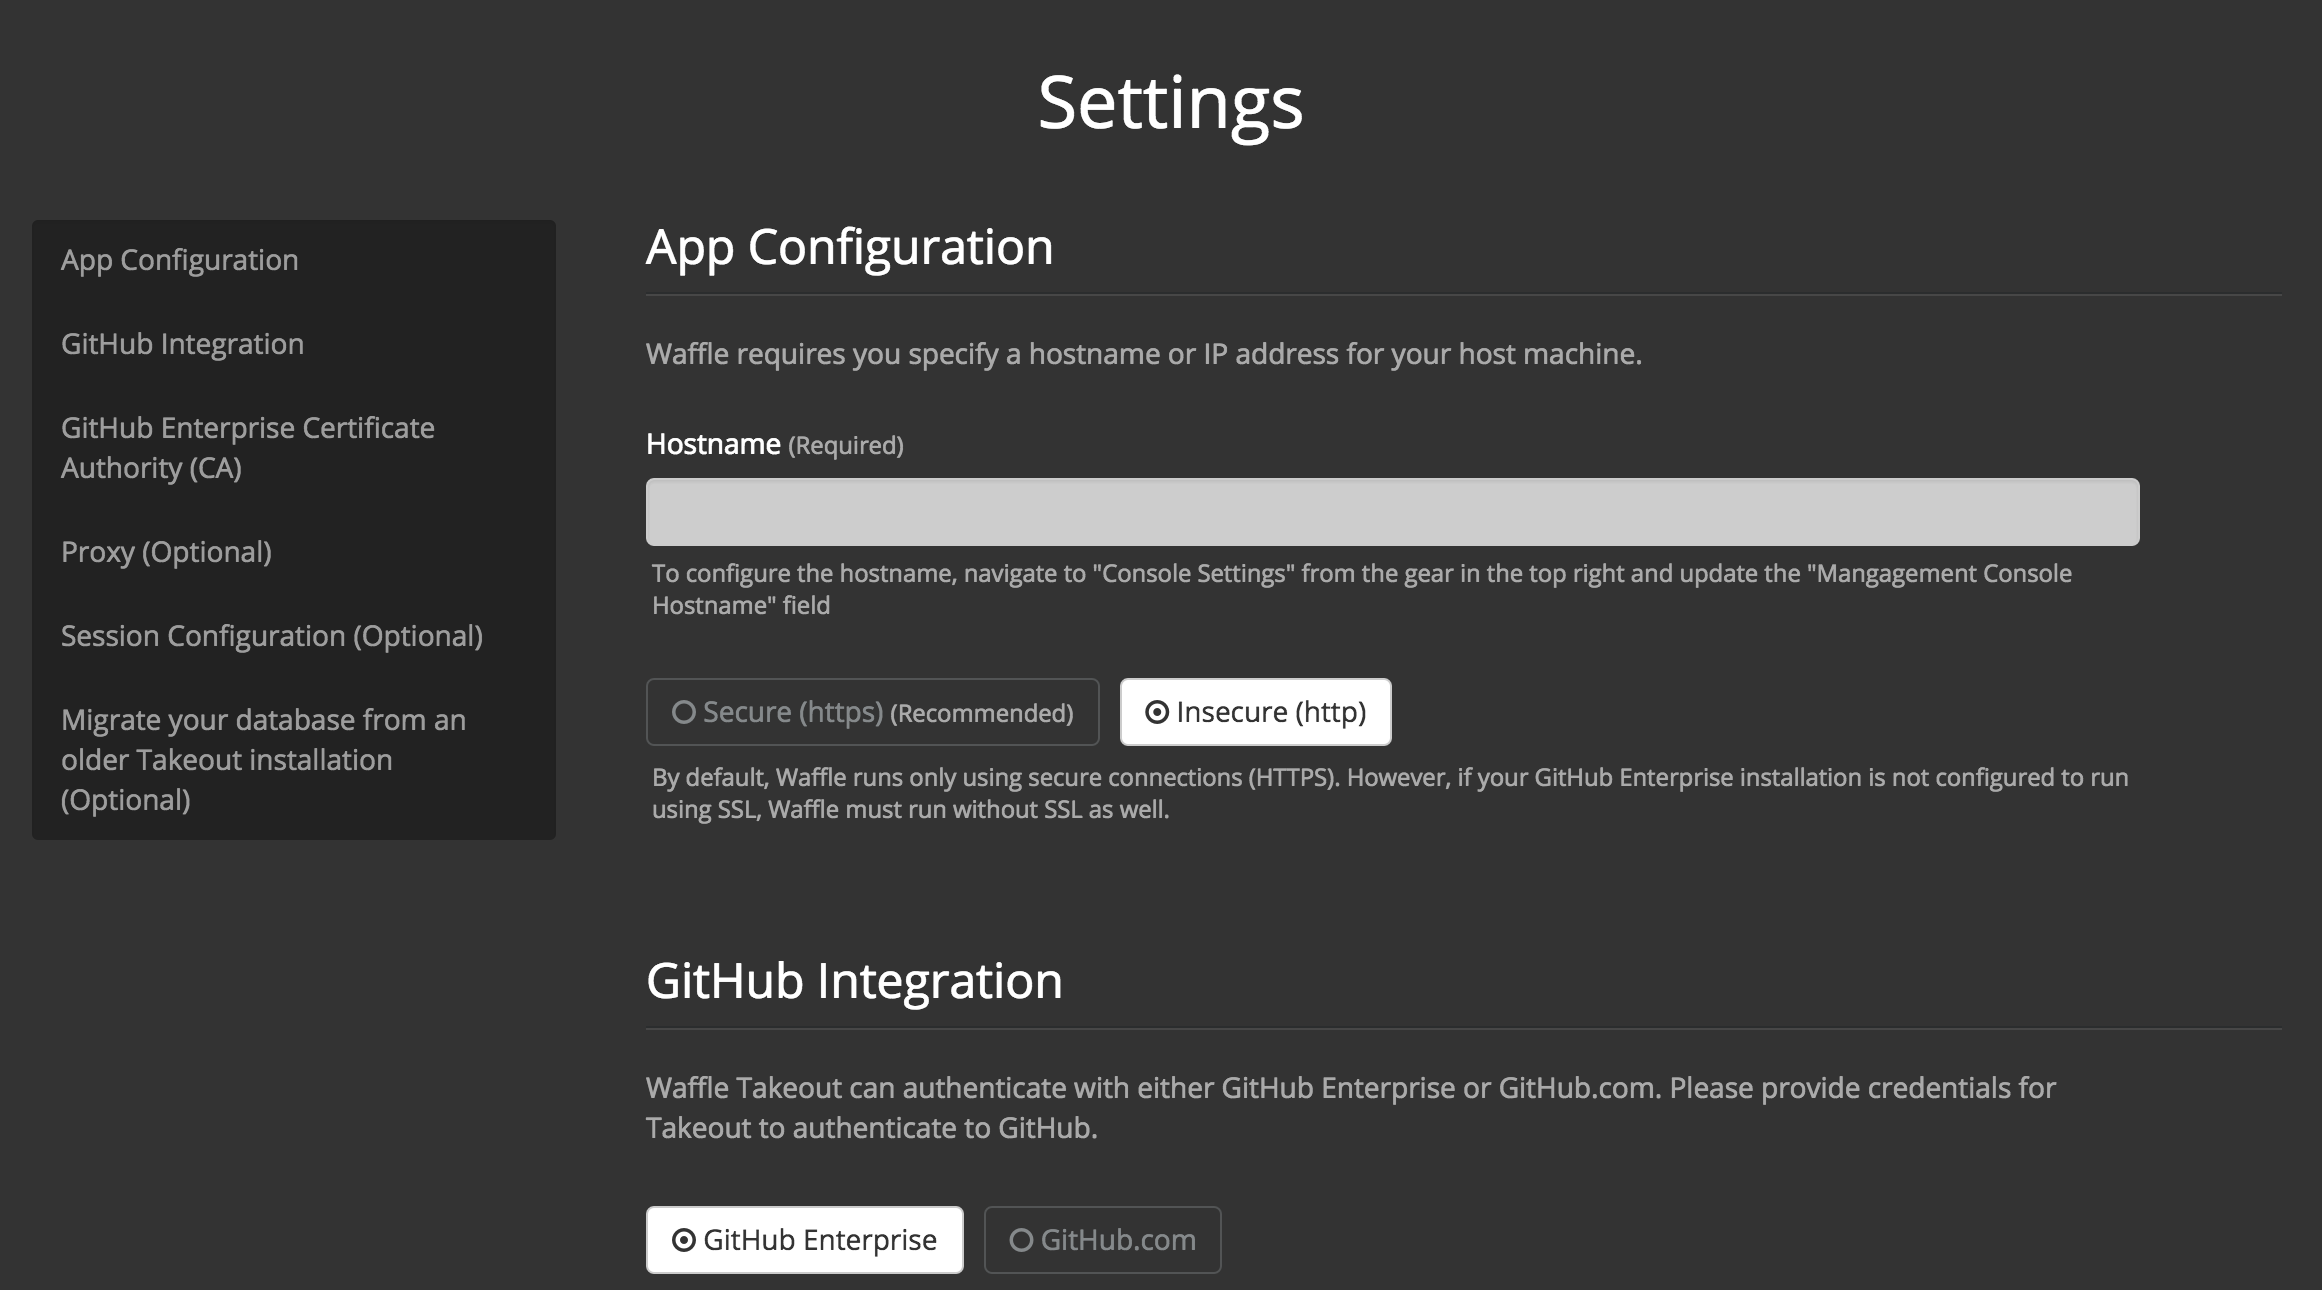 Settings
App Configuration
GitHub Integration
GitHub Enterprise Certificate
Authority (CA)
Proxy (Optional)
Session Configuration (Optional)
Migrate your database from an
older Takeout installation
(Optional)
App Configuration
Waffle requires you specify a hostname or IP address for your host machine.
Hostname (Required)
To configure the hostname, navigate to "Console Settings" from the gear in the top right and update the "Mangagement Console
Hostname" field
Secure (https) (Recommended) Insecure (http)
By default, Waffle runs only using secure connections (HTTPS). However, if your GitHub Enterprise installation is not configured to run
using SSL, Waffle must run without SSL as well.
GitHub Integration
Waffle Takeout can authenticate with either GitHub Enterprise or GitHub.com. Please provide credentials for
Takeout to authenticate to GitHub.
GitHub Enterprise GitHub.com